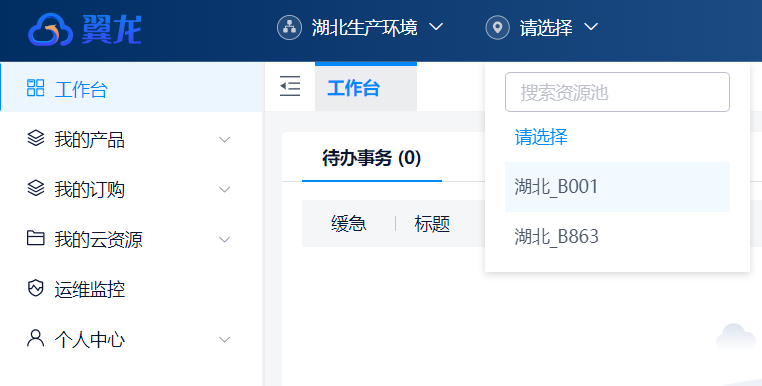 翼龙
湖北生产环境
请选择
工作台
我的产品
我的订购
我的云资源
运维监控
个人中心
工作台
待办事务 (0)
缓急
标题
搜索资源池
请选择
湖北_B001
湖北_B863